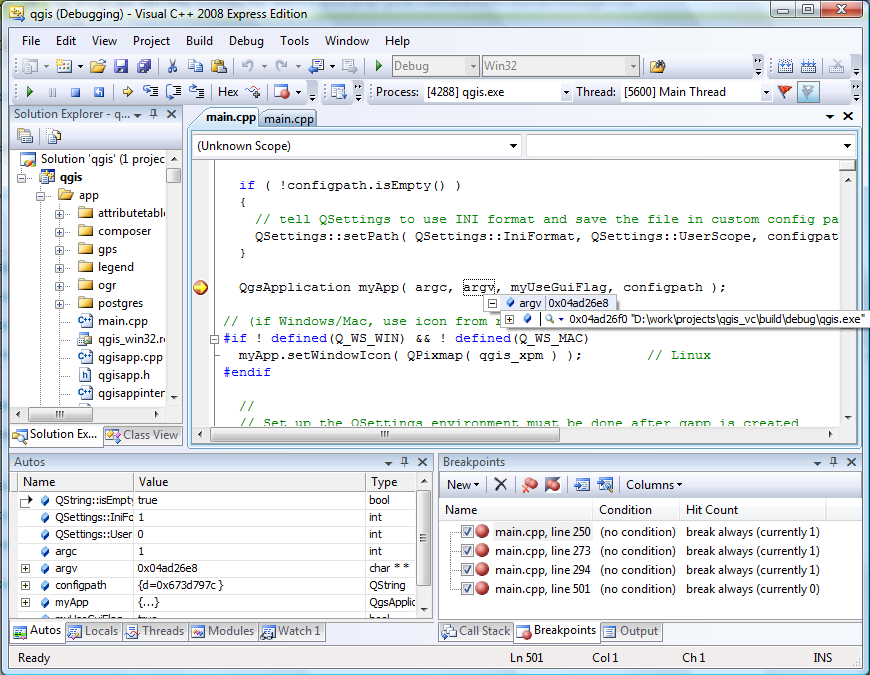 qgis (Debugging) - Visual C++ 2008 Express Edition
File Edit View Project Build Debug Tools Window Help
Debug Win32
Hex Process: [4288] qgis.exe Thread: [5600] Main Thread
Solution Explorer - q...
main.cpp main.cpp
(Unknown Scope)
Solution 'qgis' (1 projec
qgis
app
attributetabl
composer
gps
legend
ogr
postgres
main.cpp
qgis_win32.r
qgisapp.cpp
qgisapp.h
qgisappinter
Solution Ex... Class View
if ( !configpath.isEmpty() )
{
// tell QSettings to use INI format and save the file in custom config pa
QSettings::setPath( QSettings::IniFormat, QSettings::UserScope, configpat
}
QgsApplication myApp( argc, argv, myUseGuiFlag, configpath );
argv 0x04ad26e8
0x04ad26f0 "D:\work\projects\qgis_vc\build\debug\qgis.exe"
// (if Windows/Mac, use icon from r
#if ! defined(Q_WS_WIN) && ! defined(Q_WS_MAC)
myApp.setWindowIcon( QPixmap( qgis_xpm ) ); // Linux
#endif
//
// Set up the QSettings environment must be done after qapp is created
Autos
Name Value Type
QString::isEmpty true bool
QSettings::IniFo 1 int
QSettings::User 0 int
argc 1 int
argv 0x04ad26e8 char * *
configpath {d=0x673d797c } QString
myApp {...} QgsApplic
myUseGuiFlag true bool
Autos Locals Threads Modules Watch 1
Breakpoints
New Columns
Name Condition Hit Count
main.cpp, line 250 (no condition) break always (currently 1)
main.cpp, line 273 (no condition) break always (currently 1)
main.cpp, line 294 (no condition) break always (currently 1)
main.cpp, line 501 (no condition) break always (currently 0)
Call Stack Breakpoints Output
Ready Ln 501 Col 1 Ch 1 INS